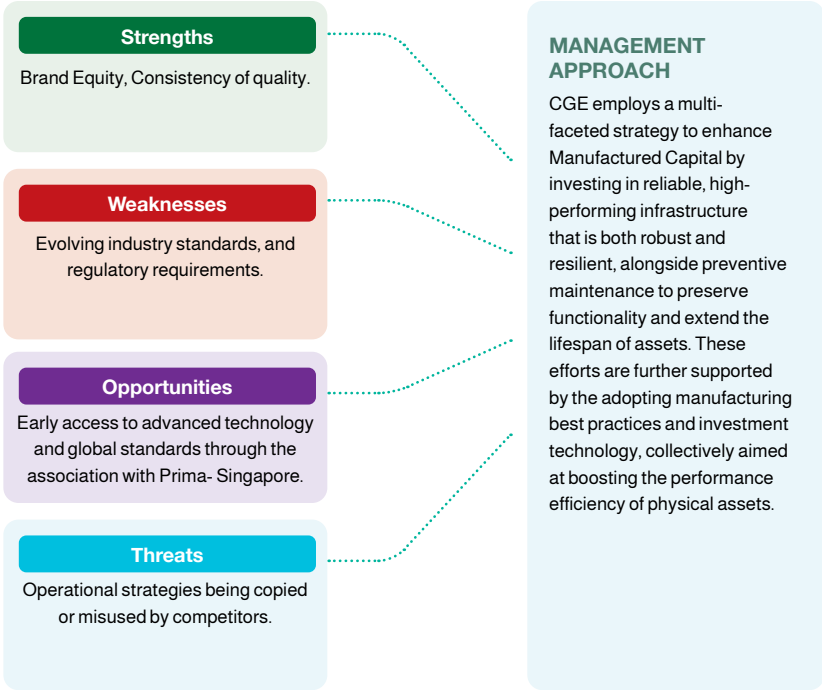 Strengths
Brand Equity, Consistency of quality.
Weaknesses
Evolving industry standards, and
regulatory requirements.
Opportunities
Early access to advanced technology
and global standards through the
association with Prima- Singapore.
Threats
Operational strategies being copied
or misused by competitors.
MANAGEMENT
APPROACH
CGE employs a multi-
faceted strategy to enhance
Manufactured Capital by
investing in reliable, high-
performing infrastructure
that is both robust and
resilient, alongside preventive
maintenance to preserve
functionality and extend the
lifespan of assets. These
efforts are further supported
by the adopting manufacturing
best practices and investment
technology, collectively aimed
at boosting the performance
efficiency of physical assets.